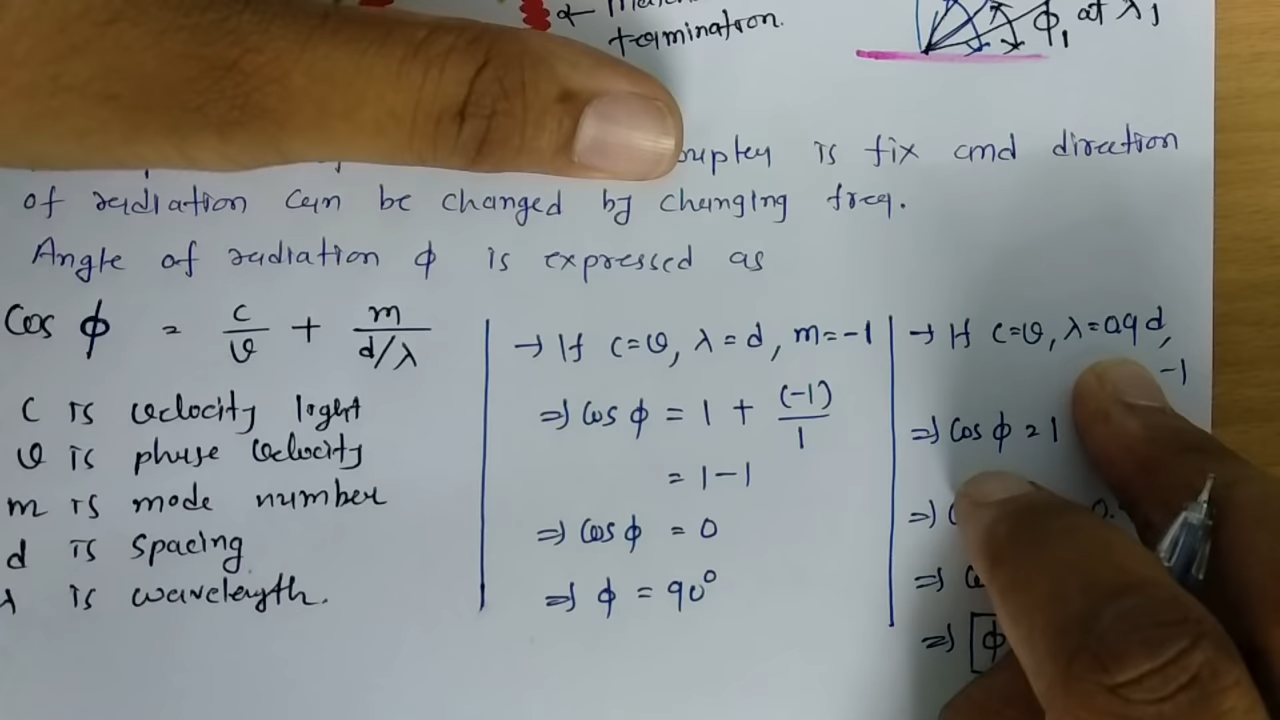 termination.
ϕ₁ at λ₁
is fix and direction
of radiation can be changed by changing freq.
Angle of radiation ϕ is expressed as
Cos ϕ = c/v + m/(d/λ)
C is velocity loght
v is phase velocity
m is mode number
d is spacing
λ is wavelength.
→ If c=v, λ=d, m=-1
⇒ Cos ϕ = 1 + (-1)/1
= 1-1
⇒ Cos ϕ = 0
⇒ ϕ = 90°
→ If c=v, λ=0.9d,
-1
⇒ Cos ϕ = 1
⇒
⇒
⇒ ϕ